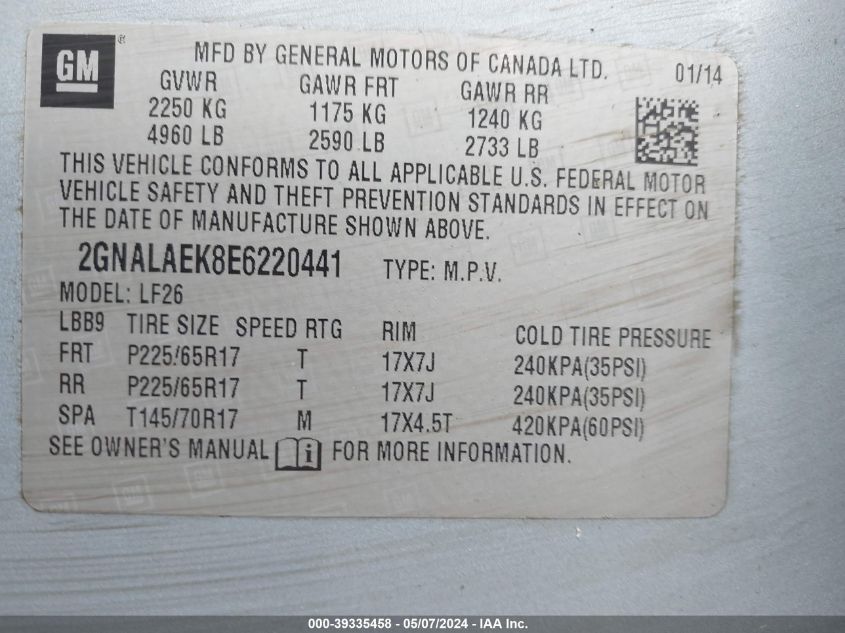 GM ®
MFD BY GENERAL MOTORS OF CANADA LTD. 01/14
GVWR GAWR FRT GAWR RR
2250 KG 1175 KG 1240 KG
4960 LB 2590 LB 2733 LB
THIS VEHICLE CONFORMS TO ALL APPLICABLE U.S. FEDERAL MOTOR
VEHICLE SAFETY AND THEFT PREVENTION STANDARDS IN EFFECT ON
THE DATE OF MANUFACTURE SHOWN ABOVE.
2GNALAEK8E6220441 TYPE: M.P.V.
MODEL: LF26
LBB9 TIRE SIZE SPEED RTG RIM COLD TIRE PRESSURE
FRT P225/65R17 T 17X7J 240KPA(35PSI)
RR P225/65R17 T 17X7J 240KPA(35PSI)
SPA T145/70R17 M 17X4.5T 420KPA(60PSI)
SEE OWNER'S MANUAL i FOR MORE INFORMATION.
000-39335458 - 05/07/2024 - IAA Inc.